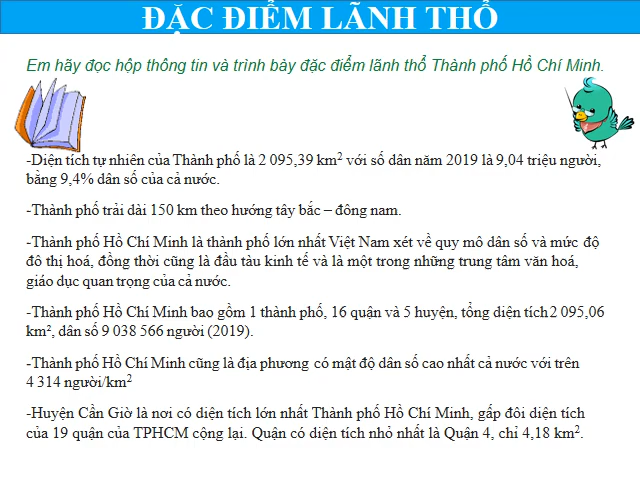 ĐẶC ĐIỂM LÃNH THỔ
Em hãy đọc hộp thông tin và trình bày đặc điểm lãnh thổ Thành phố Hồ Chí Minh.
-Diện tích tự nhiên của Thành phố là 2 095,39 km² với số dân năm 2019 là 9,04 triệu người,
bằng 9,4% dân số của cả nước.
-Thành phố trải dài 150 km theo hướng tây bắc – đông nam.
-Thành phố Hồ Chí Minh là thành phố lớn nhất Việt Nam xét về quy mô dân số và mức độ
đô thị hoá, đồng thời cũng là đầu tàu kinh tế và là một trong những trung tâm văn hoá,
giáo dục quan trọng của cả nước.
-Thành phố Hồ Chí Minh bao gồm 1 thành phố, 16 quận và 5 huyện, tổng diện tích 2 095,06
km², dân số 9 038 566 người (2019).
-Thành phố Hồ Chí Minh cũng là địa phương có mật độ dân số cao nhất cả nước với trên
4 314 người/km²
-Huyện Cần Giờ là nơi có diện tích lớn nhất Thành phố Hồ Chí Minh, gấp đôi diện tích
của 19 quận của TPHCM cộng lại. Quận có diện tích nhỏ nhất là Quận 4, chỉ 4,18 km².